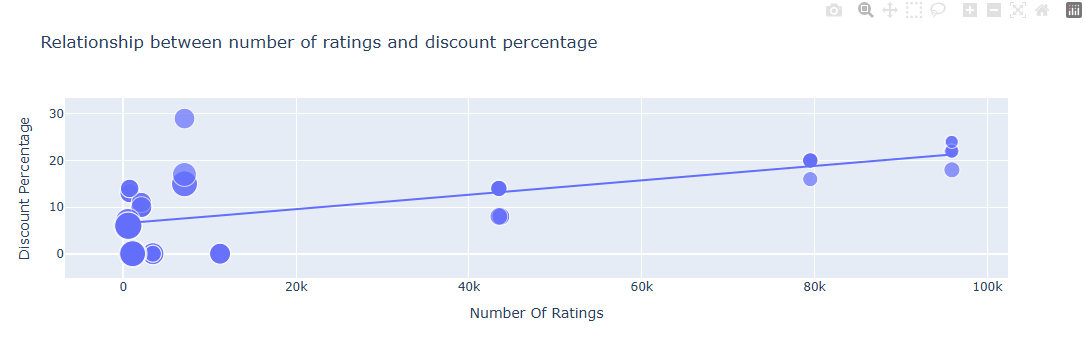 Relationship between number of ratings and discount percentage
Discount Percentage
30
20
10
0
0
20k
40k
60k
80k
100k
Number Of Ratings